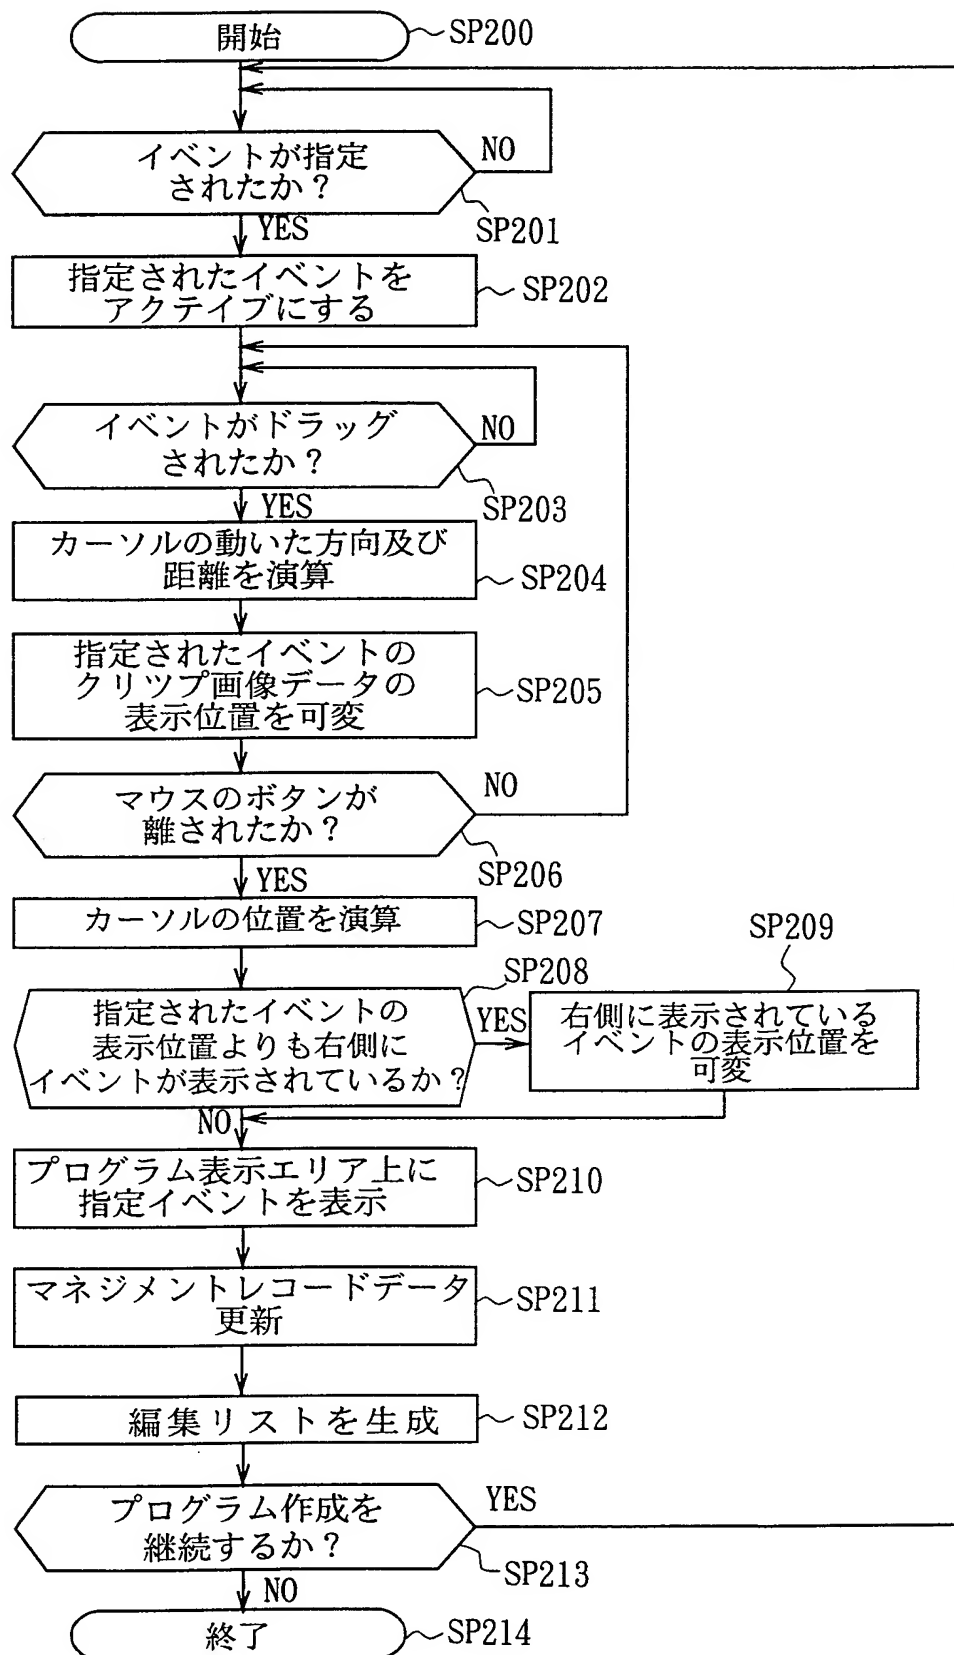 開始
SP200
イベントが指定
されたか？
NO
SP201
YES
指定されたイベントを
アクテイブにする
SP202
イベントがドラッグ
されたか？
NO
SP203
YES
カーソルの動いた方向及び
距離を演算
SP204
指定されたイベントの
クリツプ画像データの
表示位置を可変
SP205
マウスのボタンが
離されたか？
NO
SP206
YES
カーソルの位置を演算
SP207
SP208
SP209
指定されたイベントの
表示位置よりも右側に
イベントが表示されているか？
YES
右側に表示されている
イベントの表示位置を
可変
NO
プログラム表示エリア上に
指定イベントを表示
SP210
マネジメントレコードデータ
更新
SP211
編集リストを生成
SP212
プログラム作成を
継続するか？
YES
SP213
NO
終了
SP214